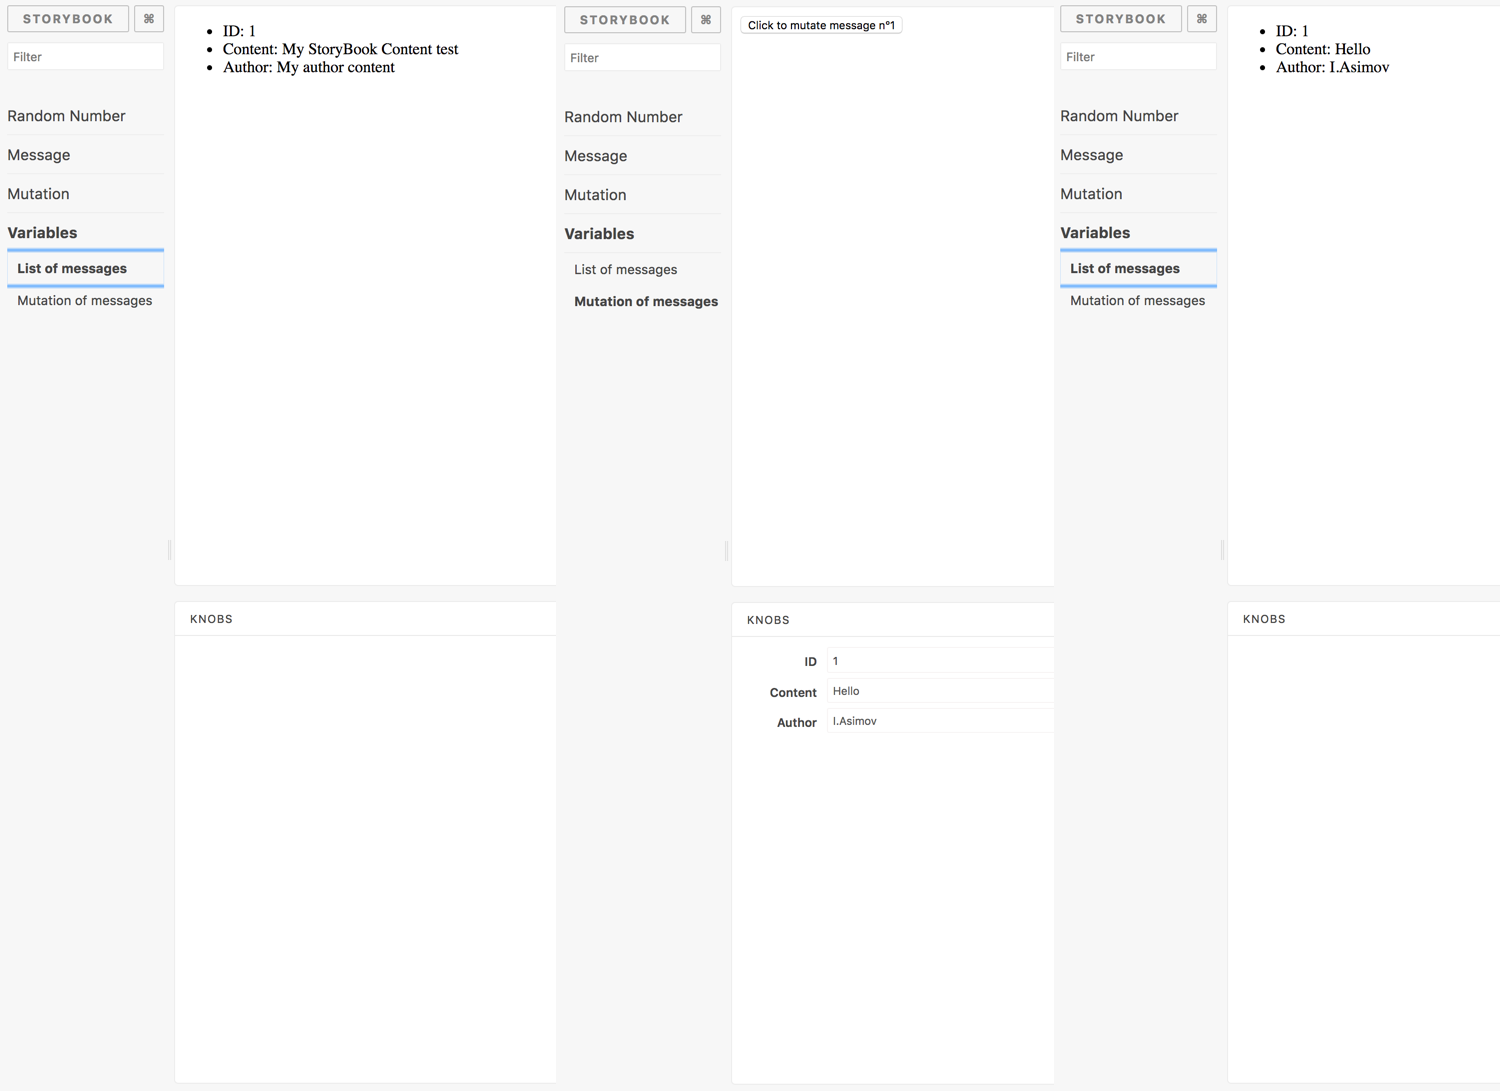 STORYBOOK ⌘
Filter
Random Number
Message
Mutation
Variables
List of messages
Mutation of messages
• ID: 1
• Content: My StoryBook Content test
• Author: My author content
KNOBS
STORYBOOK ⌘
Filter
Random Number
Message
Mutation
Variables
List of messages
Mutation of messages
Click to mutate message n°1
KNOBS
ID 1
Content Hello
Author I.Asimov
STORYBOOK ⌘
Filter
Random Number
Message
Mutation
Variables
List of messages
Mutation of messages
• ID: 1
• Content: Hello
• Author: I.Asimov
KNOBS